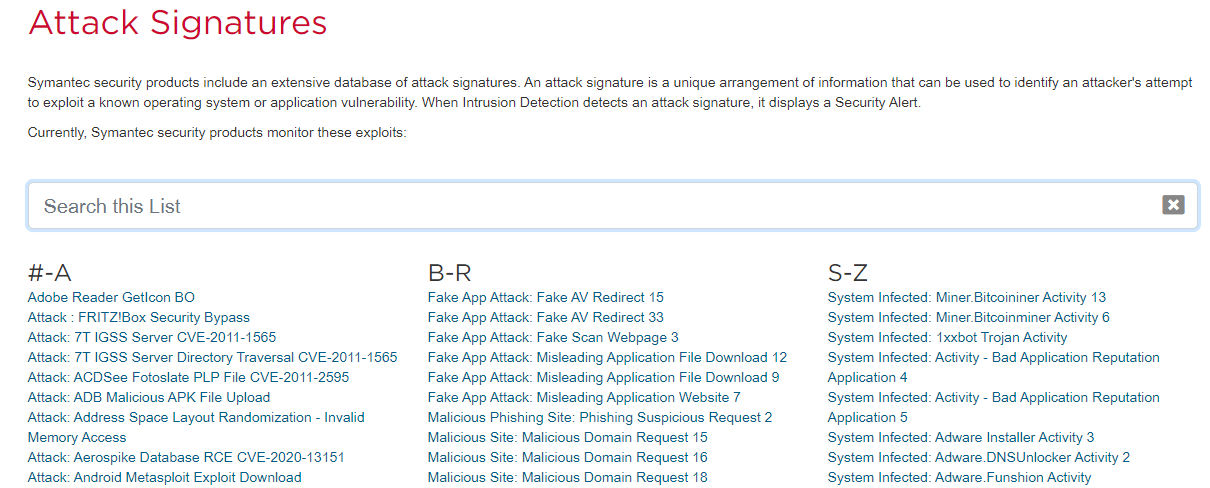 Attack Signatures
Symantec security products include an extensive database of attack signatures. An attack signature is a unique arrangement of information that can be used to identify an attacker's attempt
to exploit a known operating system or application vulnerability. When Intrusion Detection detects an attack signature, it displays a Security Alert.
Currently, Symantec security products monitor these exploits:
Search this List
#-A
Adobe Reader GetIcon BO
Attack : FRITZ!Box Security Bypass
Attack: 7T IGSS Server CVE-2011-1565
Attack: 7T IGSS Server Directory Traversal CVE-2011-1565
Attack: ACDSee Fotoslate PLP File CVE-2011-2595
Attack: ADB Malicious APK File Upload
Attack: Address Space Layout Randomization - Invalid
Memory Access
Attack: Aerospike Database RCE CVE-2020-13151
Attack: Android Metasploit Exploit Download
B-R
Fake App Attack: Fake AV Redirect 15
Fake App Attack: Fake AV Redirect 33
Fake App Attack: Fake Scan Webpage 3
Fake App Attack: Misleading Application File Download 12
Fake App Attack: Misleading Application File Download 9
Fake App Attack: Misleading Application Website 7
Malicious Phishing Site: Phishing Suspicious Request 2
Malicious Site: Malicious Domain Request 15
Malicious Site: Malicious Domain Request 16
Malicious Site: Malicious Domain Request 18
S-Z
System Infected: Miner.Bitcoininer Activity 13
System Infected: Miner.Bitcoinminer Activity 6
System Infected: 1xxbot Trojan Activity
System Infected: Activity - Bad Application Reputation
Application 4
System Infected: Activity - Bad Application Reputation
Application 5
System Infected: Adware Installer Activity 3
System Infected: Adware.DNSUnlocker Activity 2
System Infected: Adware.Funshion Activity